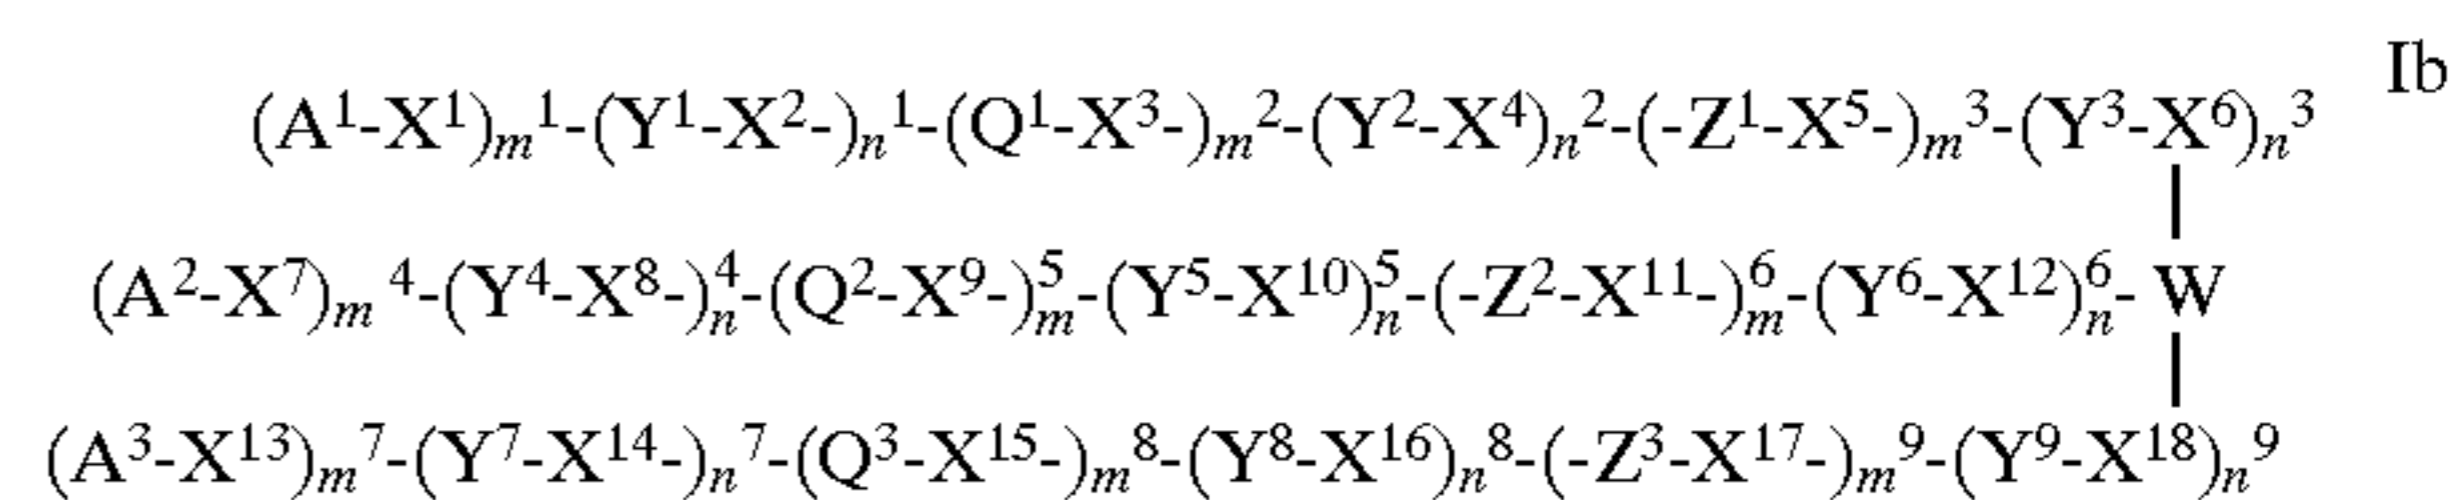 Ib
(A¹-X¹)ₘ¹-(Y¹-X²-)ₙ¹-(Q¹-X³-)ₘ²-(Y²-X⁴)ₙ²-(-Z¹-X⁵-)ₘ³-(Y³-X⁶)ₙ³
(A²-X⁷)ₘ ⁴-(Y⁴-X⁸-)ₙ⁴-(Q²-X⁹-)ₘ⁵-(Y⁵-X¹⁰)ₙ⁵-(-Z²-X¹¹-)ₘ⁶-(Y⁶-X¹²)ₙ⁶- W
(A³-X¹³)ₘ⁷-(Y⁷-X¹⁴-)ₙ⁷-(Q³-X¹⁵-)ₘ⁸-(Y⁸-X¹⁶)ₙ⁸-(-Z³-X¹⁷-)ₘ⁹-(Y⁹-X¹⁸)ₙ⁹